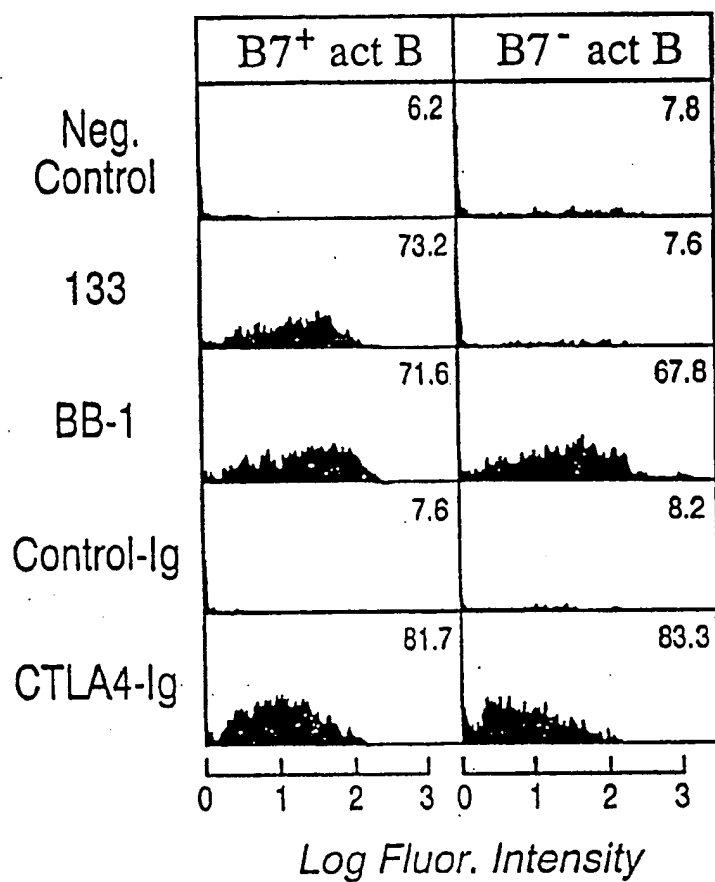 B7+ act B B7- act B
Neg. Control 6.2 7.8
133 73.2 7.6
BB-1 71.6 67.8
Control-Ig 7.6 8.2
CTLA4-Ig 81.7 83.3
0 1 2 3 0 1 2 3
Log Fluor. Intensity